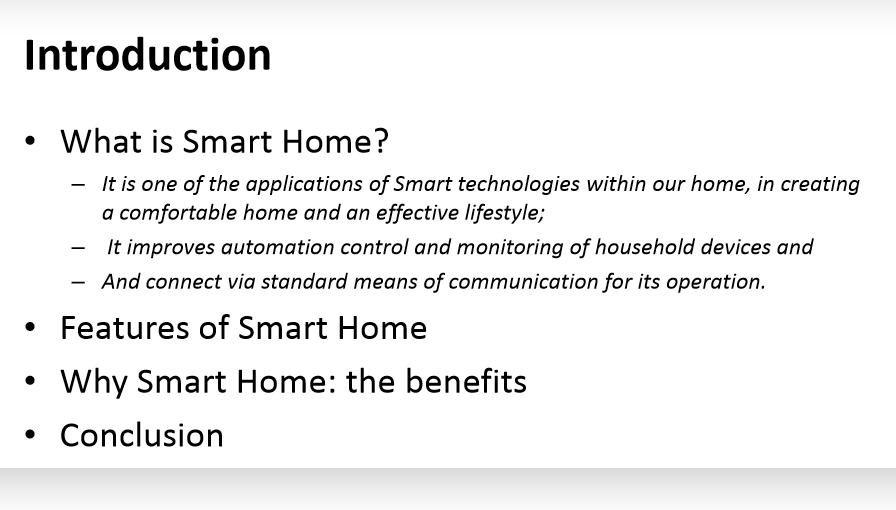 Introduction
• What is Smart Home?
– It is one of the applications of Smart technologies within our home, in creating
a comfortable home and an effective lifestyle;
– It improves automation control and monitoring of household devices and
– And connect via standard means of communication for its operation.
• Features of Smart Home
• Why Smart Home: the benefits
• Conclusion